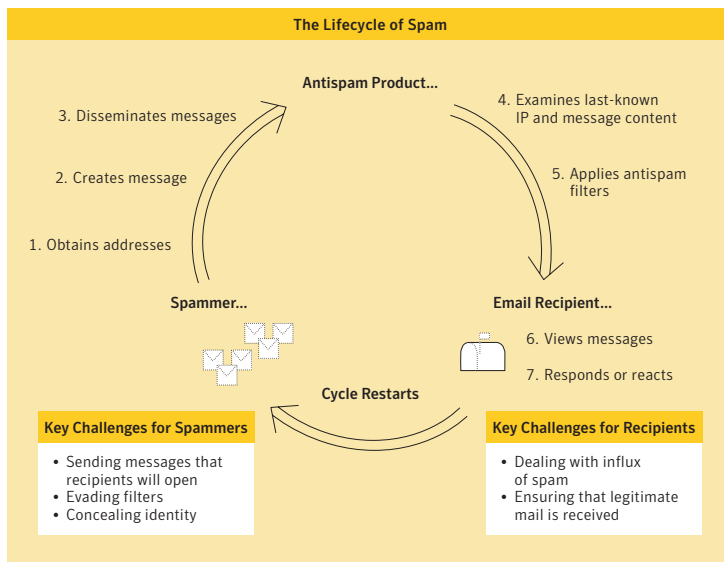 The Lifecycle of Spam
Antispam Product...
3. Disseminates messages
2. Creates message
1. Obtains addresses
4. Examines last-known
IP and message content
5. Applies antispam
filters
Spammer...
Email Recipient...
6. Views messages
7. Responds or reacts
Cycle Restarts
Key Challenges for Spammers
• Sending messages that
recipients will open
• Evading filters
• Concealing identity
Key Challenges for Recipients
• Dealing with influx
of spam
• Ensuring that legitimate
mail is received